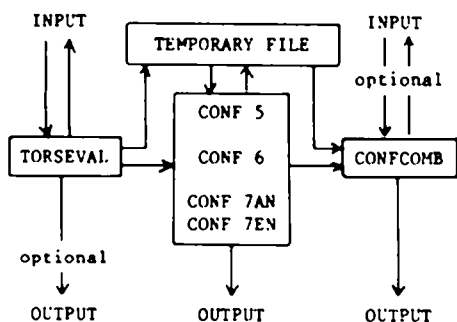 INPUT
INPUT
TEMPORARY FILE
optional
CONF 5
TORSEVAL
CONF 6
CONFCOMB
CONF 7AN
CONF 7EN
optional
OUTPUT
OUTPUT
OUTPUT